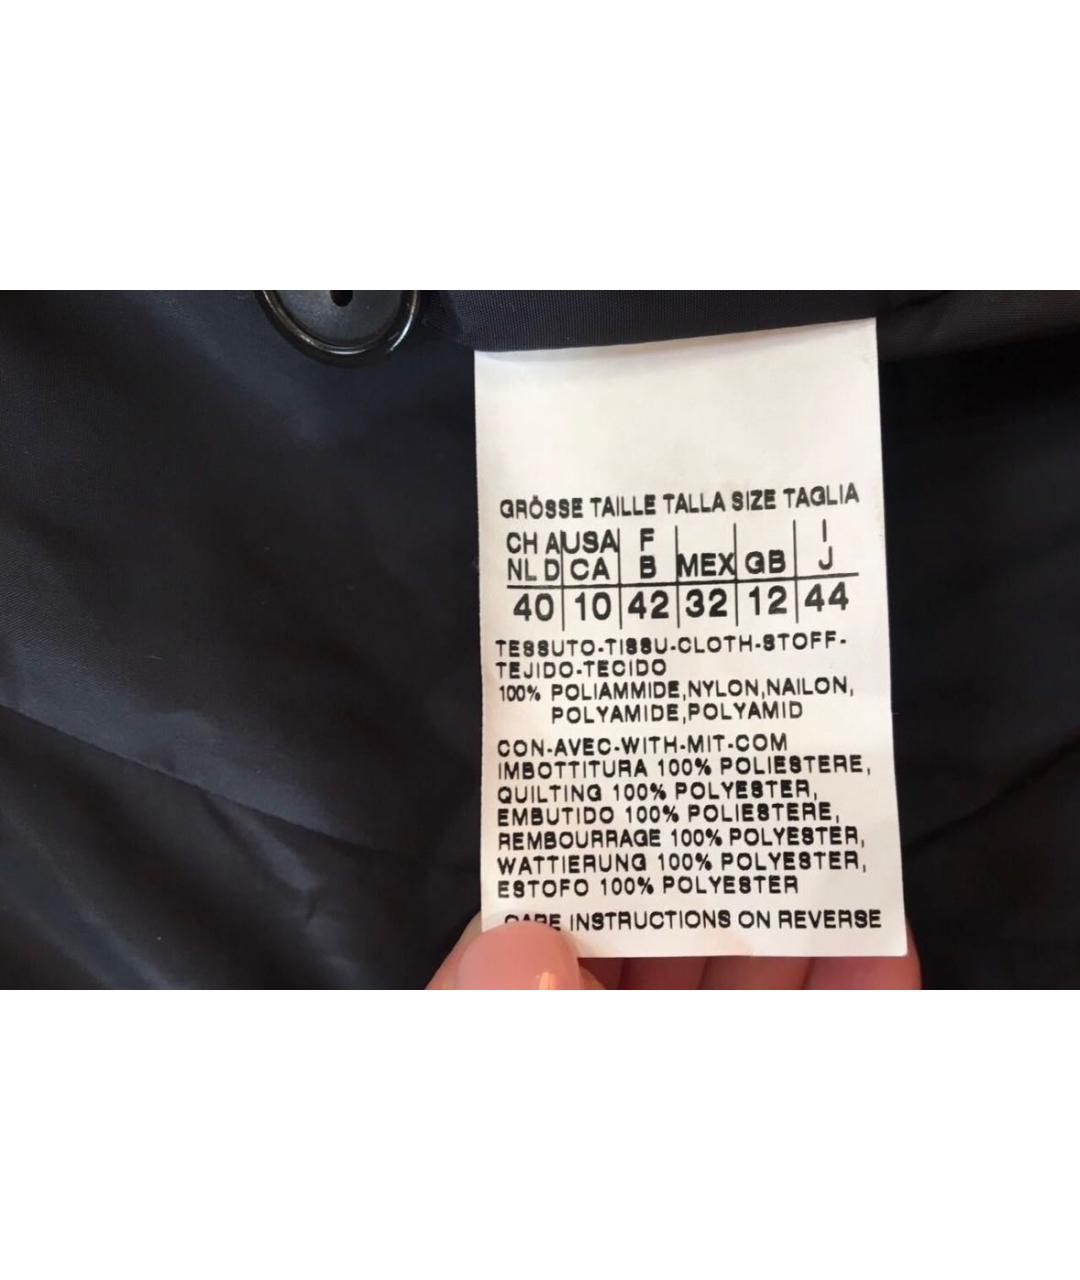 GRÖSSE TAILLE TALLA SIZE TAGLIA
CH A USA F I
NL D CA B MEX GB J
40 10 42 32 12 44
TESSUTO-TISSU-CLOTH-STOFF-
TEJIDO-TECIDO
100% POLIAMMIDE,NYLON,NAILON,
POLYAMIDE,POLYAMID
CON-AVEC-WITH-MIT-COM
IMBOTTITURA 100% POLIESTERE,
QUILTING 100% POLYESTER,
EMBUTIDO 100% POLIESTERE,
REMBOURRAGE 100% POLYESTER,
WATTIERUNG 100% POLYESTER,
ESTOFO 100% POLYESTER
CARE INSTRUCTIONS ON REVERSE